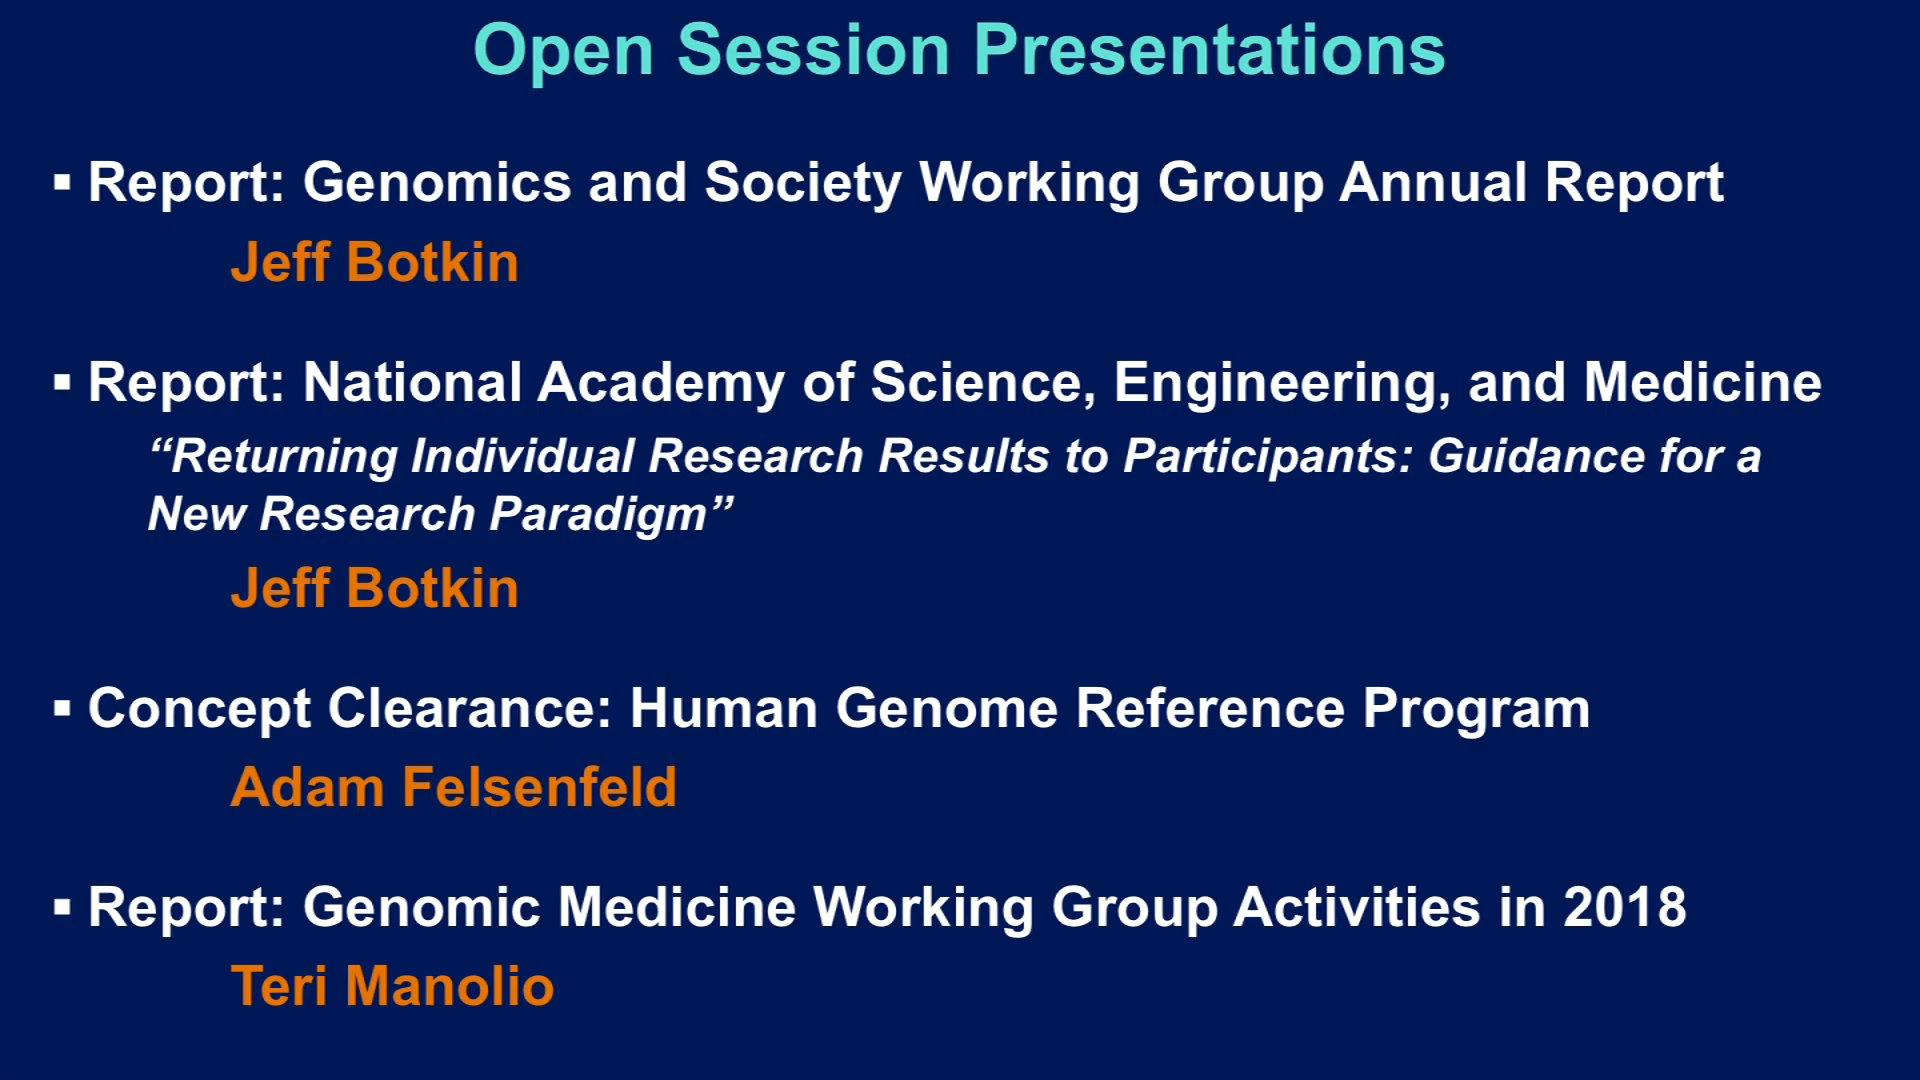 Open Session Presentations
▪ Report: Genomics and Society Working Group Annual Report
Jeff Botkin
▪ Report: National Academy of Science, Engineering, and Medicine
“Returning Individual Research Results to Participants: Guidance for a
New Research Paradigm”
Jeff Botkin
▪ Concept Clearance: Human Genome Reference Program
Adam Felsenfeld
▪ Report: Genomic Medicine Working Group Activities in 2018
Teri Manolio